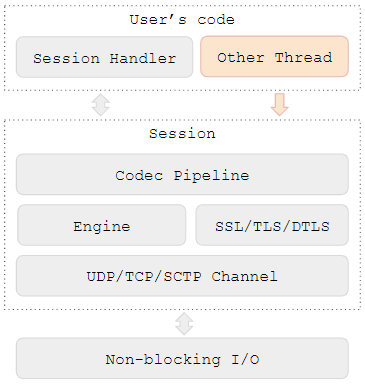 User’s code
Session Handler
Other Thread
Session
Codec Pipeline
Engine
SSL/TLS/DTLS
UDP/TCP/SCTP Channel
Non-blocking I/O